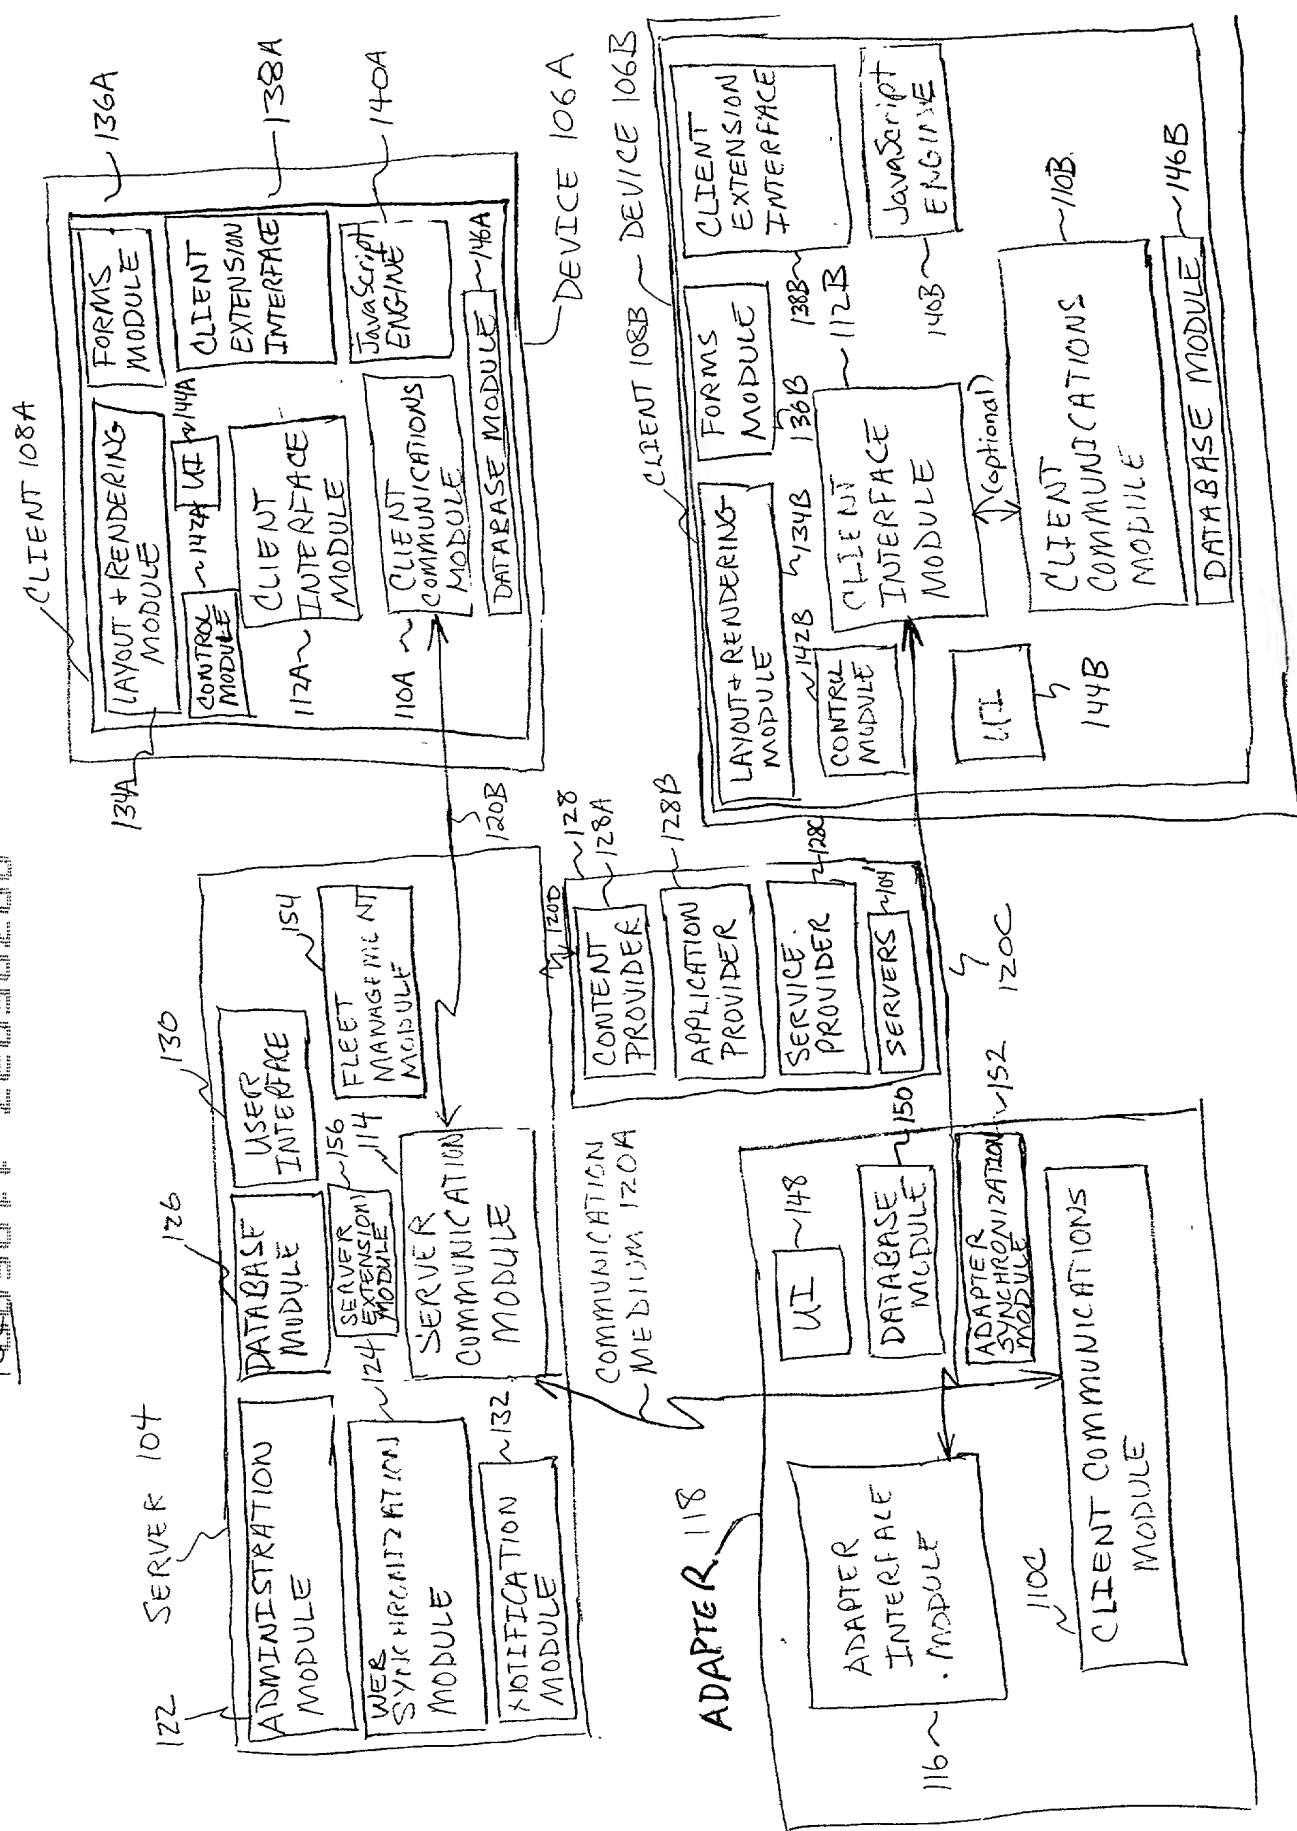 SERVER 104
122
ADMINISTRATION
MODULE
126
DATABASE
MODULE
130
USER
INTERFACE
154
FLEET
MANAGEMENT
MODULE
WEB
SYNCHRONIZATION
MODULE
124
SERVER
EXTENSION
MODULE
156
114
NOTIFICATION
MODULE
132
SERVER
COMMUNICATION
MODULE
COMMUNICATION
MEDIUM 120A
120B
120D
128
CONTENT
PROVIDER
128A
APPLICATION
PROVIDER
128B
SERVICE
PROVIDER
128C
SERVERS
104'
120C
CLIENT 108A
134A
LAYOUT + RENDERING
MODULE
FORMS
MODULE
136A
CONTROL
MODULE
142A
UI
144A
CLIENT
EXTENSION
INTERFACE
138A
112A
CLIENT
INTERFACE
MODULE
JavaScript
ENGINE
140A
110A
CLIENT
COMMUNICATIONS
MODULE
DATABASE MODULE
146A
DEVICE 106A
ADAPTER 118
116
ADAPTER
INTERFACE
MODULE
UI
148
DATABASE
MODULE
150
ADAPTER
SYNCHRONIZATION
MODULE
152
110C
CLIENT COMMUNICATIONS
MODULE
CLIENT 108B
DEVICE 106B
LAYOUT + RENDERING
MODULE
134B
FORMS
MODULE
136B
CLIENT
EXTENSION
INTERFACE
138B
142B
CONTROL
MODULE
CLIENT
INTERFACE
MODULE
112B
JavaScript
ENGINE
140B
(optional)
UI
144B
CLIENT
COMMUNICATIONS
MODULE
110B
DATABASE MODULE
146B